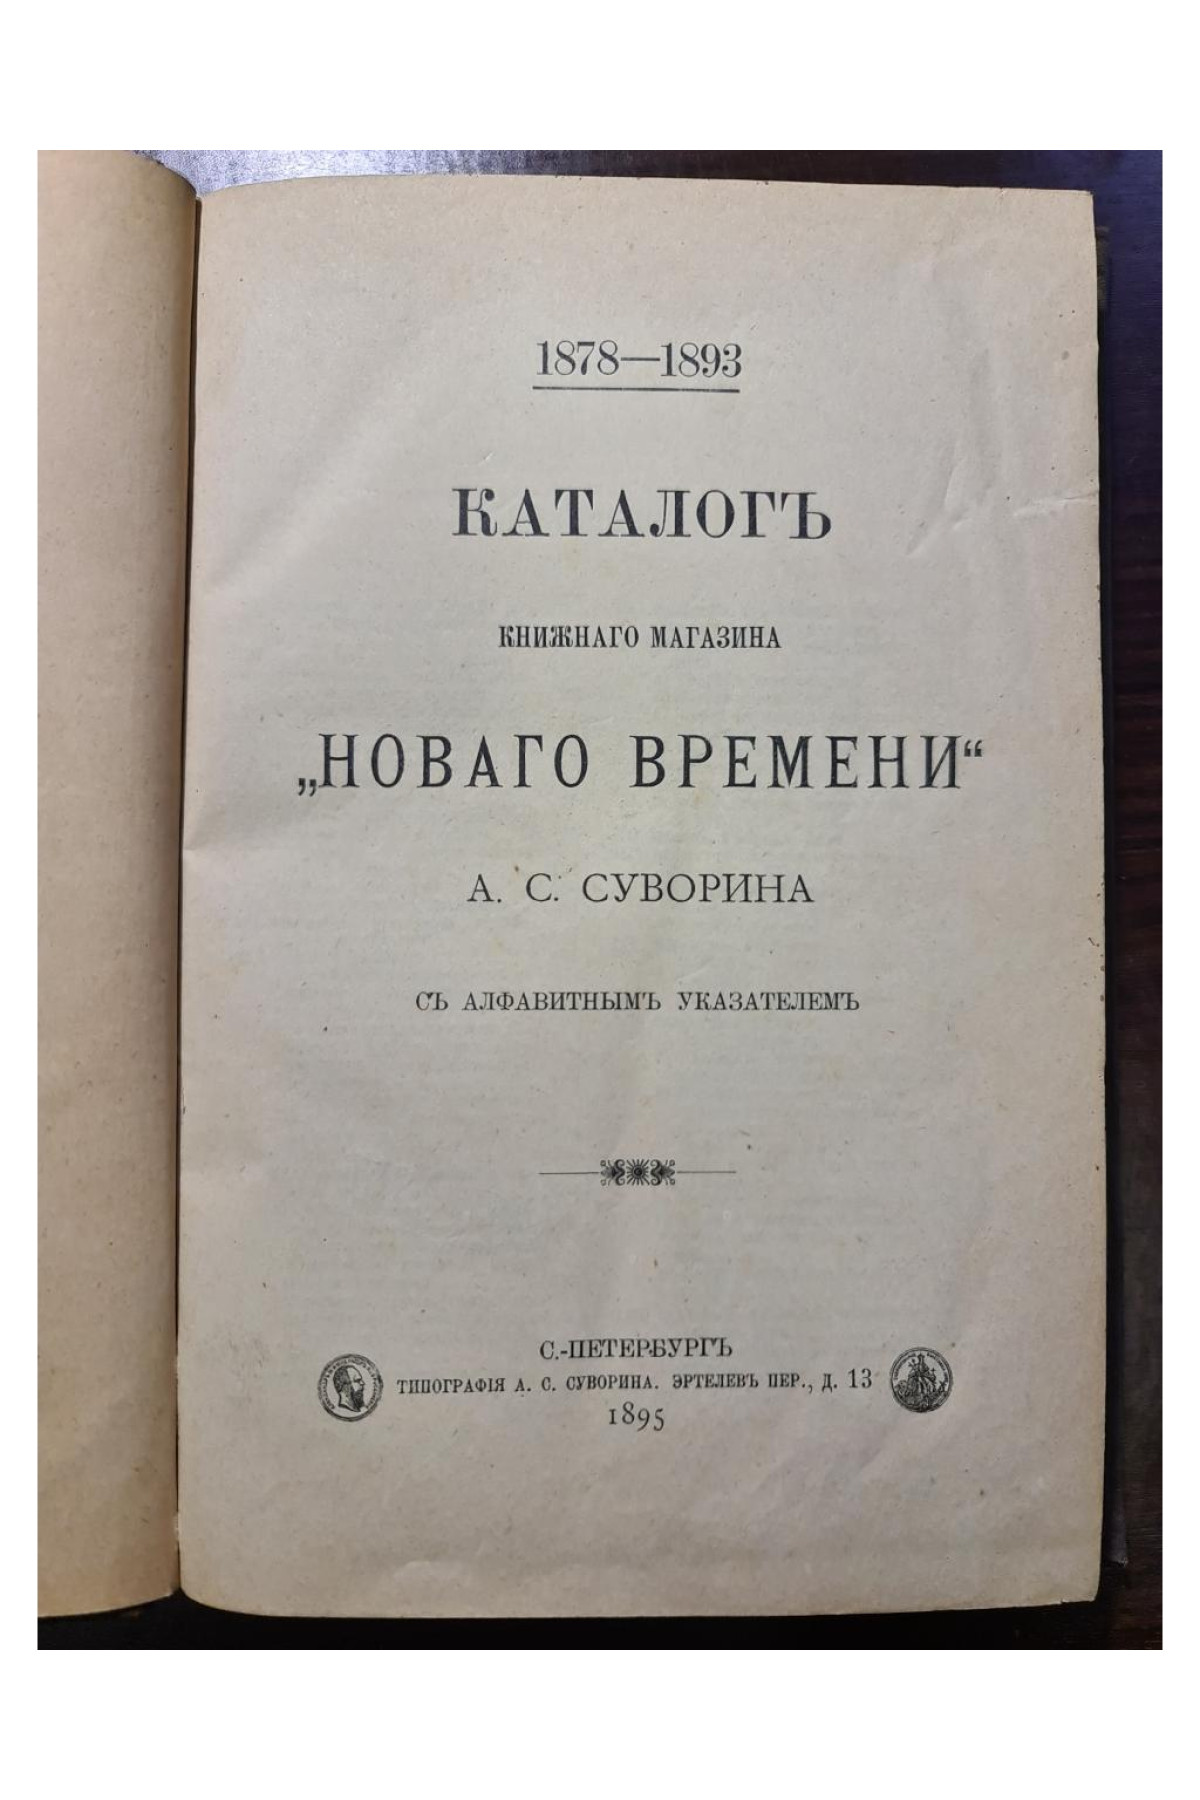 1878—1893
КАТАЛОГЪ
КНИЖНАГО МАГАЗИНА
„НОВАГО ВРЕМЕНИ“
А. С. СУВОРИНА
СЪ АЛФАВИТНЫМЪ УКАЗАТЕЛЕМЪ
С.-ПЕТЕРБУРГЪ
ТИПОГРАФІЯ А. С. СУВОРИНА. ЭРТЕЛЕВЪ ПЕР., Д. 13
1895